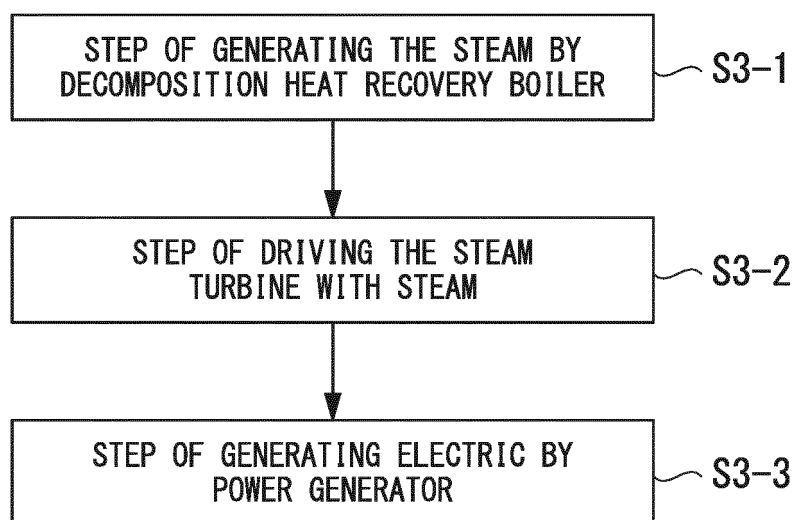 STEP OF GENERATING THE STEAM BY
DECOMPOSITION HEAT RECOVERY BOILER
S3-1
STEP OF DRIVING THE STEAM
TURBINE WITH STEAM
S3-2
STEP OF GENERATING ELECTRIC BY
POWER GENERATOR
S3-3